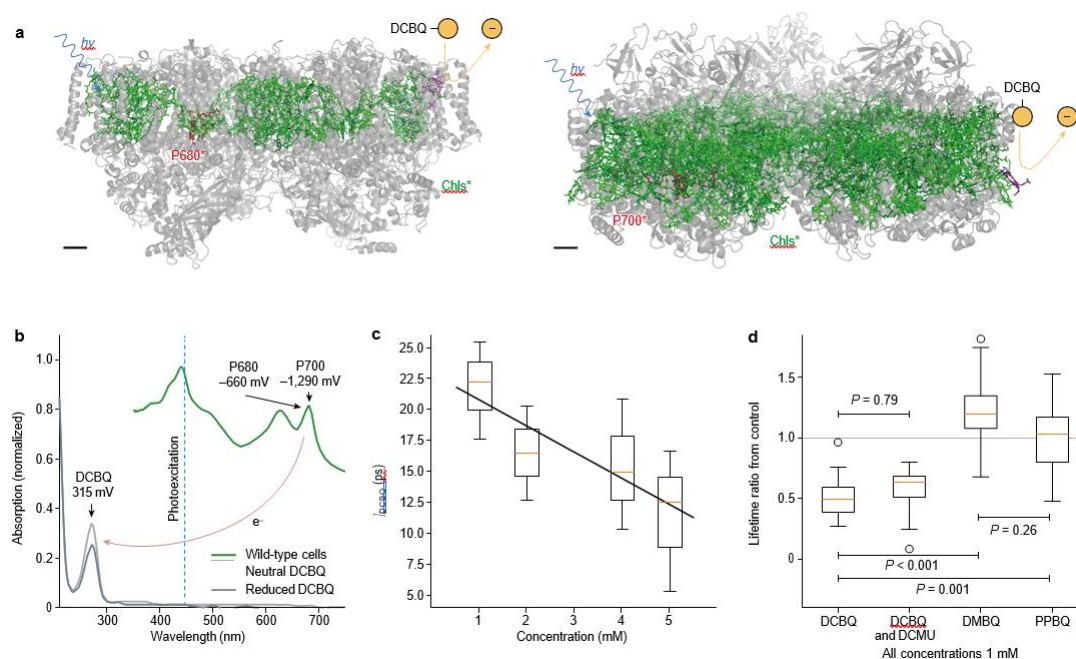 a
hv
DCBQ
–
P680*
Chls*
hv
DCBQ
–
P700*
Chls*
b
Absorption (normalized)
1.0
0.8
0.6
0.4
0.2
0
P680
–660 mV
P700
–1,290 mV
DCBQ
315 mV
Photoexcitation
e–
Wild-type cells
Neutral DCBQ
Reduced DCBQ
300
400
500
600
700
Wavelength (nm)
c
DCBQ (ps)
25.0
22.5
20.0
17.5
15.0
12.5
10.0
7.5
5.0
1
2
3
4
5
Concentration (mM)
d
Lifetime ratio from control
1.5
1.0
0.5
0
P = 0.79
P = 0.26
P < 0.001
P = 0.001
DCBQ
DCBQ
and DCMU
DMBQ
PPBQ
All concentrations 1 mM